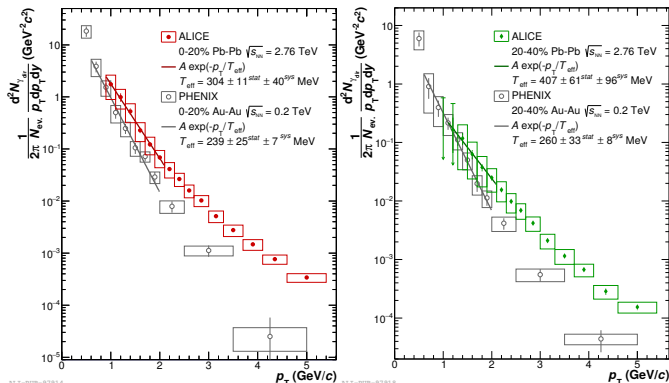 ALICE
0-20% Pb-Pb √sNN = 2.76 TeV
A exp(-pT/Teff)
Teff = 304 ± 11stat ± 40sys MeV
PHENIX
0-20% Au-Au √sNN = 0.2 TeV
A exp(-pT/Teff)
Teff = 239 ± 25stat ± 7sys MeV
1/2π Nev. d²Nγdir/pTdpTdy (GeV⁻²c²)
10
1
10⁻¹
10⁻²
10⁻³
10⁻⁴
10⁻⁵
0 1 2 3 4 5
pT (GeV/c)
ALICE
20-40% Pb-Pb √sNN = 2.76 TeV
A exp(-pT/Teff)
Teff = 407 ± 61stat ± 96sys MeV
PHENIX
20-40% Au-Au √sNN = 0.2 TeV
A exp(-pT/Teff)
Teff = 260 ± 33stat ± 8sys MeV
1/2π Nev. d²Nγdir/pTdpTdy (GeV⁻²c²)
10
1
10⁻¹
10⁻²
10⁻³
10⁻⁴
0 1 2 3 4 5
pT (GeV/c)